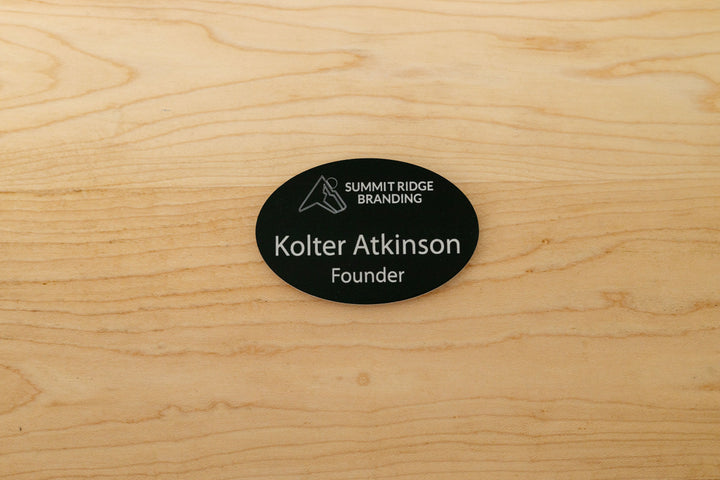 SUMMIT RIDGE
BRANDING
Kolter Atkinson
Founder